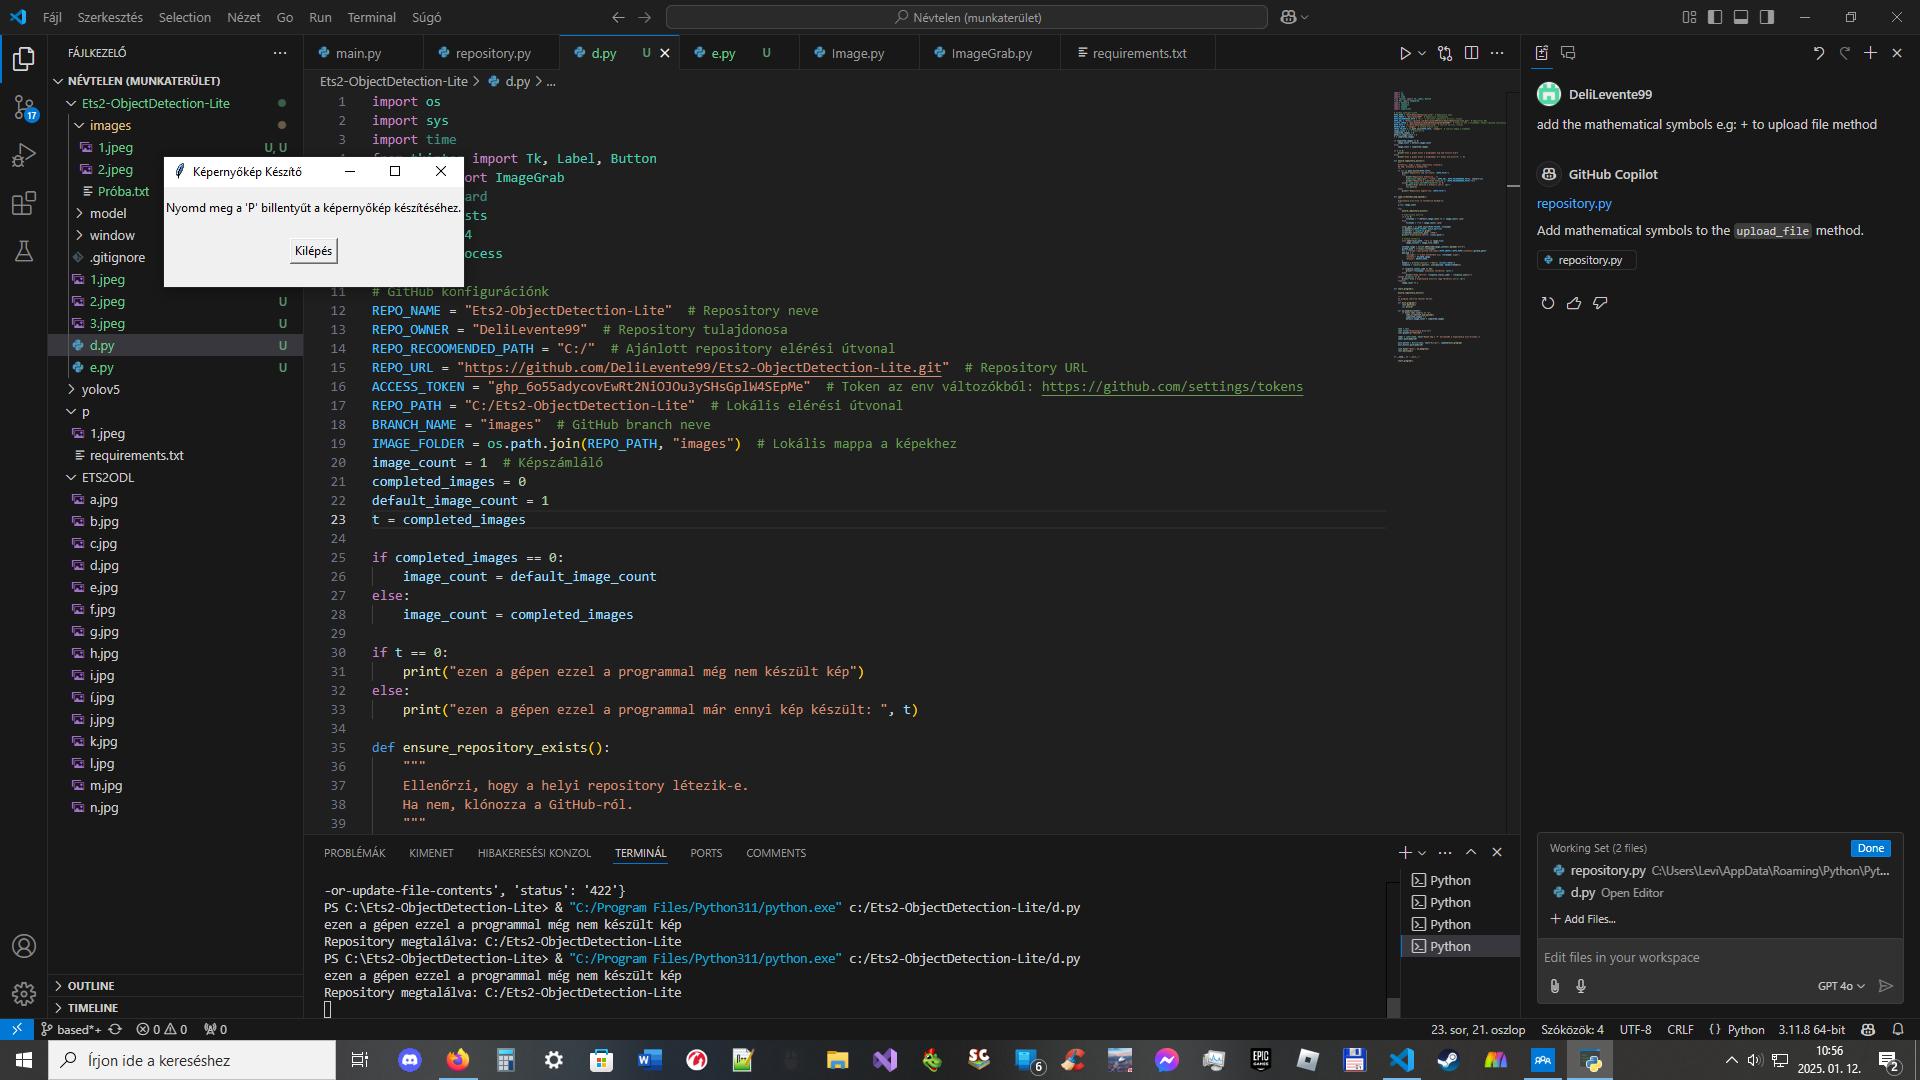 Fájl Szerkesztés Selection Nézet Go Run Terminal Súgó
Névtelen (munkaterület)
FÁJLKEZELŐ
NÉVTELEN (MUNKATERÜLET)
Ets2-ObjectDetection-Lite
images
1.jpeg U, U
2.jpeg
Próba.txt
model
window
.gitignore
1.jpeg
2.jpeg U
3.jpeg U
d.py U
e.py U
yolov5
p
1.jpeg
requirements.txt
ETS2ODL
a.jpg
b.jpg
c.jpg
d.jpg
e.jpg
f.jpg
g.jpg
h.jpg
i.jpg
í.jpg
j.jpg
k.jpg
l.jpg
m.jpg
n.jpg
OUTLINE
TIMELINE
17
Képernyőkép Készítő
Nyomd meg a 'P' billentyűt a képernyőkép készítéséhez.
Kilépés
main.py repository.py d.py U e.py U Image.py ImageGrab.py requirements.txt
Ets2-ObjectDetection-Lite > d.py > ...
1 import os
2 import sys
3 import time
import Tk, Label, Button
ort ImageGrab
ard
sts
4
ocess
11 # GitHub konfigurációnk
12 REPO_NAME = "Ets2-ObjectDetection-Lite" # Repository neve
13 REPO_OWNER = "DeliLevente99" # Repository tulajdonosa
14 REPO_RECOOMENDED_PATH = "C:/" # Ajánlott repository elérési útvonal
15 REPO_URL = "https://github.com/DeliLevente99/Ets2-ObjectDetection-Lite.git" # Repository URL
16 ACCESS_TOKEN = "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" # Token az env változókból: https://github.com/settings/tokens
17 REPO_PATH = "C:/Ets2-ObjectDetection-Lite" # Lokális elérési útvonal
18 BRANCH_NAME = "images" # GitHub branch neve
19 IMAGE_FOLDER = os.path.join(REPO_PATH, "images") # Lokális mappa a képekhez
20 image_count = 1 # Képszámláló
21 completed_images = 0
22 default_image_count = 1
23 t = completed_images
24
25 if completed_images == 0:
26 image_count = default_image_count
27 else:
28 image_count = completed_images
29
30 if t == 0:
31 print("ezen a gépen ezzel a programmal még nem készült kép")
32 else:
33 print("ezen a gépen ezzel a programmal már ennyi kép készült: ", t)
34
35 def ensure_repository_exists():
36 """
37 Ellenőrzi, hogy a helyi repository létezik-e.
38 Ha nem, klónozza a GitHub-ról.
39 """
PROBLÉMÁK KIMENET HIBAKERESÉSI KONZOL TERMINÁL PORTS COMMENTS
-or-update-file-contents', 'status': '422'}
PS C:\Ets2-ObjectDetection-Lite> & "C:/Program Files/Python311/python.exe" c:/Ets2-ObjectDetection-Lite/d.py
ezen a gépen ezzel a programmal még nem készült kép
Repository megtalálva: C:/Ets2-ObjectDetection-Lite
PS C:\Ets2-ObjectDetection-Lite> & "C:/Program Files/Python311/python.exe" c:/Ets2-ObjectDetection-Lite/d.py
ezen a gépen ezzel a programmal még nem készült kép
Repository megtalálva: C:/Ets2-ObjectDetection-Lite
Python
Python
Python
Python
DeliLevente99
add the mathematical symbols e.g: + to upload file method
GitHub Copilot
repository.py
Add mathematical symbols to the upload_file method.
repository.py
Working Set (2 files) Done
repository.py C:\Users\Levi\AppData\Roaming\Python\Pyt...
d.py Open Editor
+ Add Files...
Edit files in your workspace
GPT 4o
based*+ 0 0 0
23. sor, 21. oszlop Szóközök: 4 UTF-8 CRLF Python 3.11.8 64-bit
Írjon ide a kereséshez
SC
6
EPIC GAMES
10:56
2025. 01. 12.
2